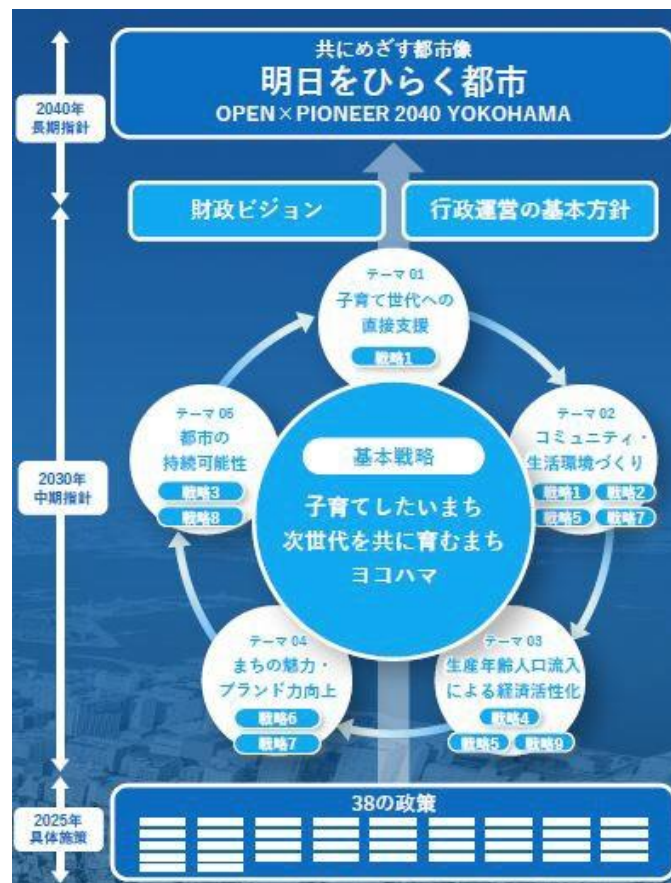 共にめざす都市像
明日をひらく都市
OPEN×PIONEER 2040 YOKOHAMA
2040年
長期指針
財政ビジョン
行政運営の基本方針
テーマ 01
子育て世代への
直接支援
戦略1
テーマ 05
都市の
持続可能性
戦略3
戦略8
テーマ 02
コミュニティ・
生活環境づくり
戦略1 戦略2
戦略5 戦略7
2030年
中期指針
基本戦略
子育てしたいまち
次世代を共に育むまち
ヨコハマ
テーマ 04
まちの魅力・
ブランド力向上
戦略6
戦略7
テーマ 03
生産年齢人口流入
による経済活性化
戦略4
戦略5 戦略9
2025年
具体施策
38の政策